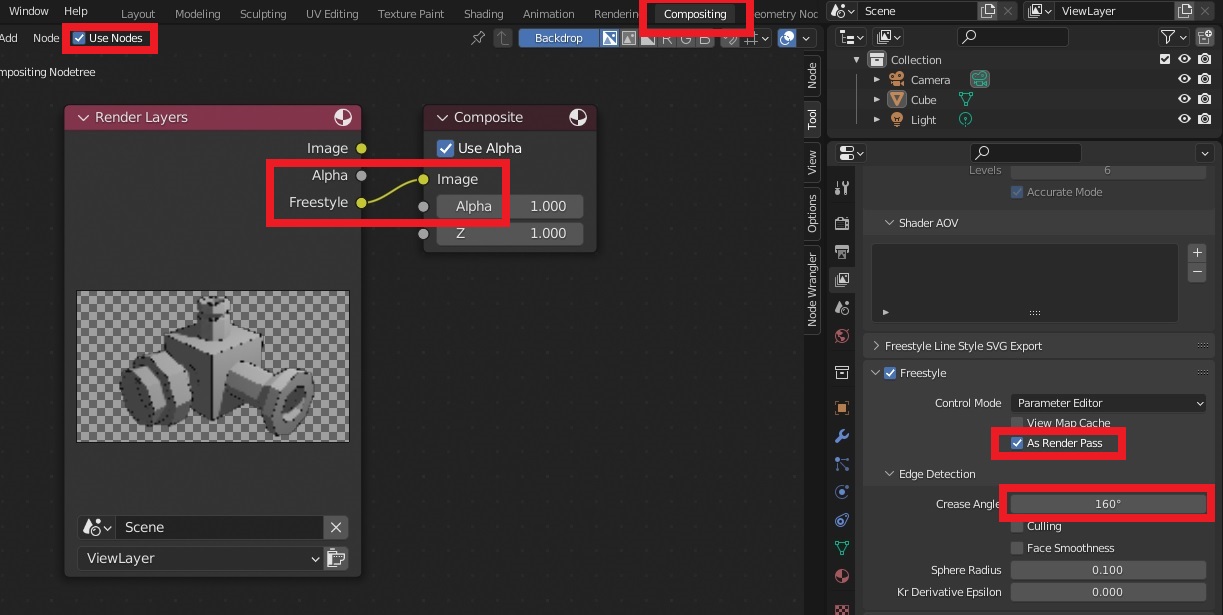 Window Help Layout Modeling Sculpting UV Editing Texture Paint Shading Animation Rendering Compositing eometry Noc
Scene ViewLayer
Add Node Use Nodes Backdrop R G B
mpositing Nodetree
Render Layers
Image
Alpha
Freestyle
Scene
ViewLayer
Composite
Use Alpha
Image
Alpha 1.000
Z 1.000
Node
Tool
View
Options
Node Wrangler
Collection
Camera
Cube
Light
Levels 6
Accurate Mode
Shader AOV
Freestyle Line Style SVG Export
Freestyle
Control Mode Parameter Editor
View Map Cache
As Render Pass
Edge Detection
Crease Angle 160°
Culling
Face Smoothness
Sphere Radius 0.100
Kr Derivative Epsilon 0.000